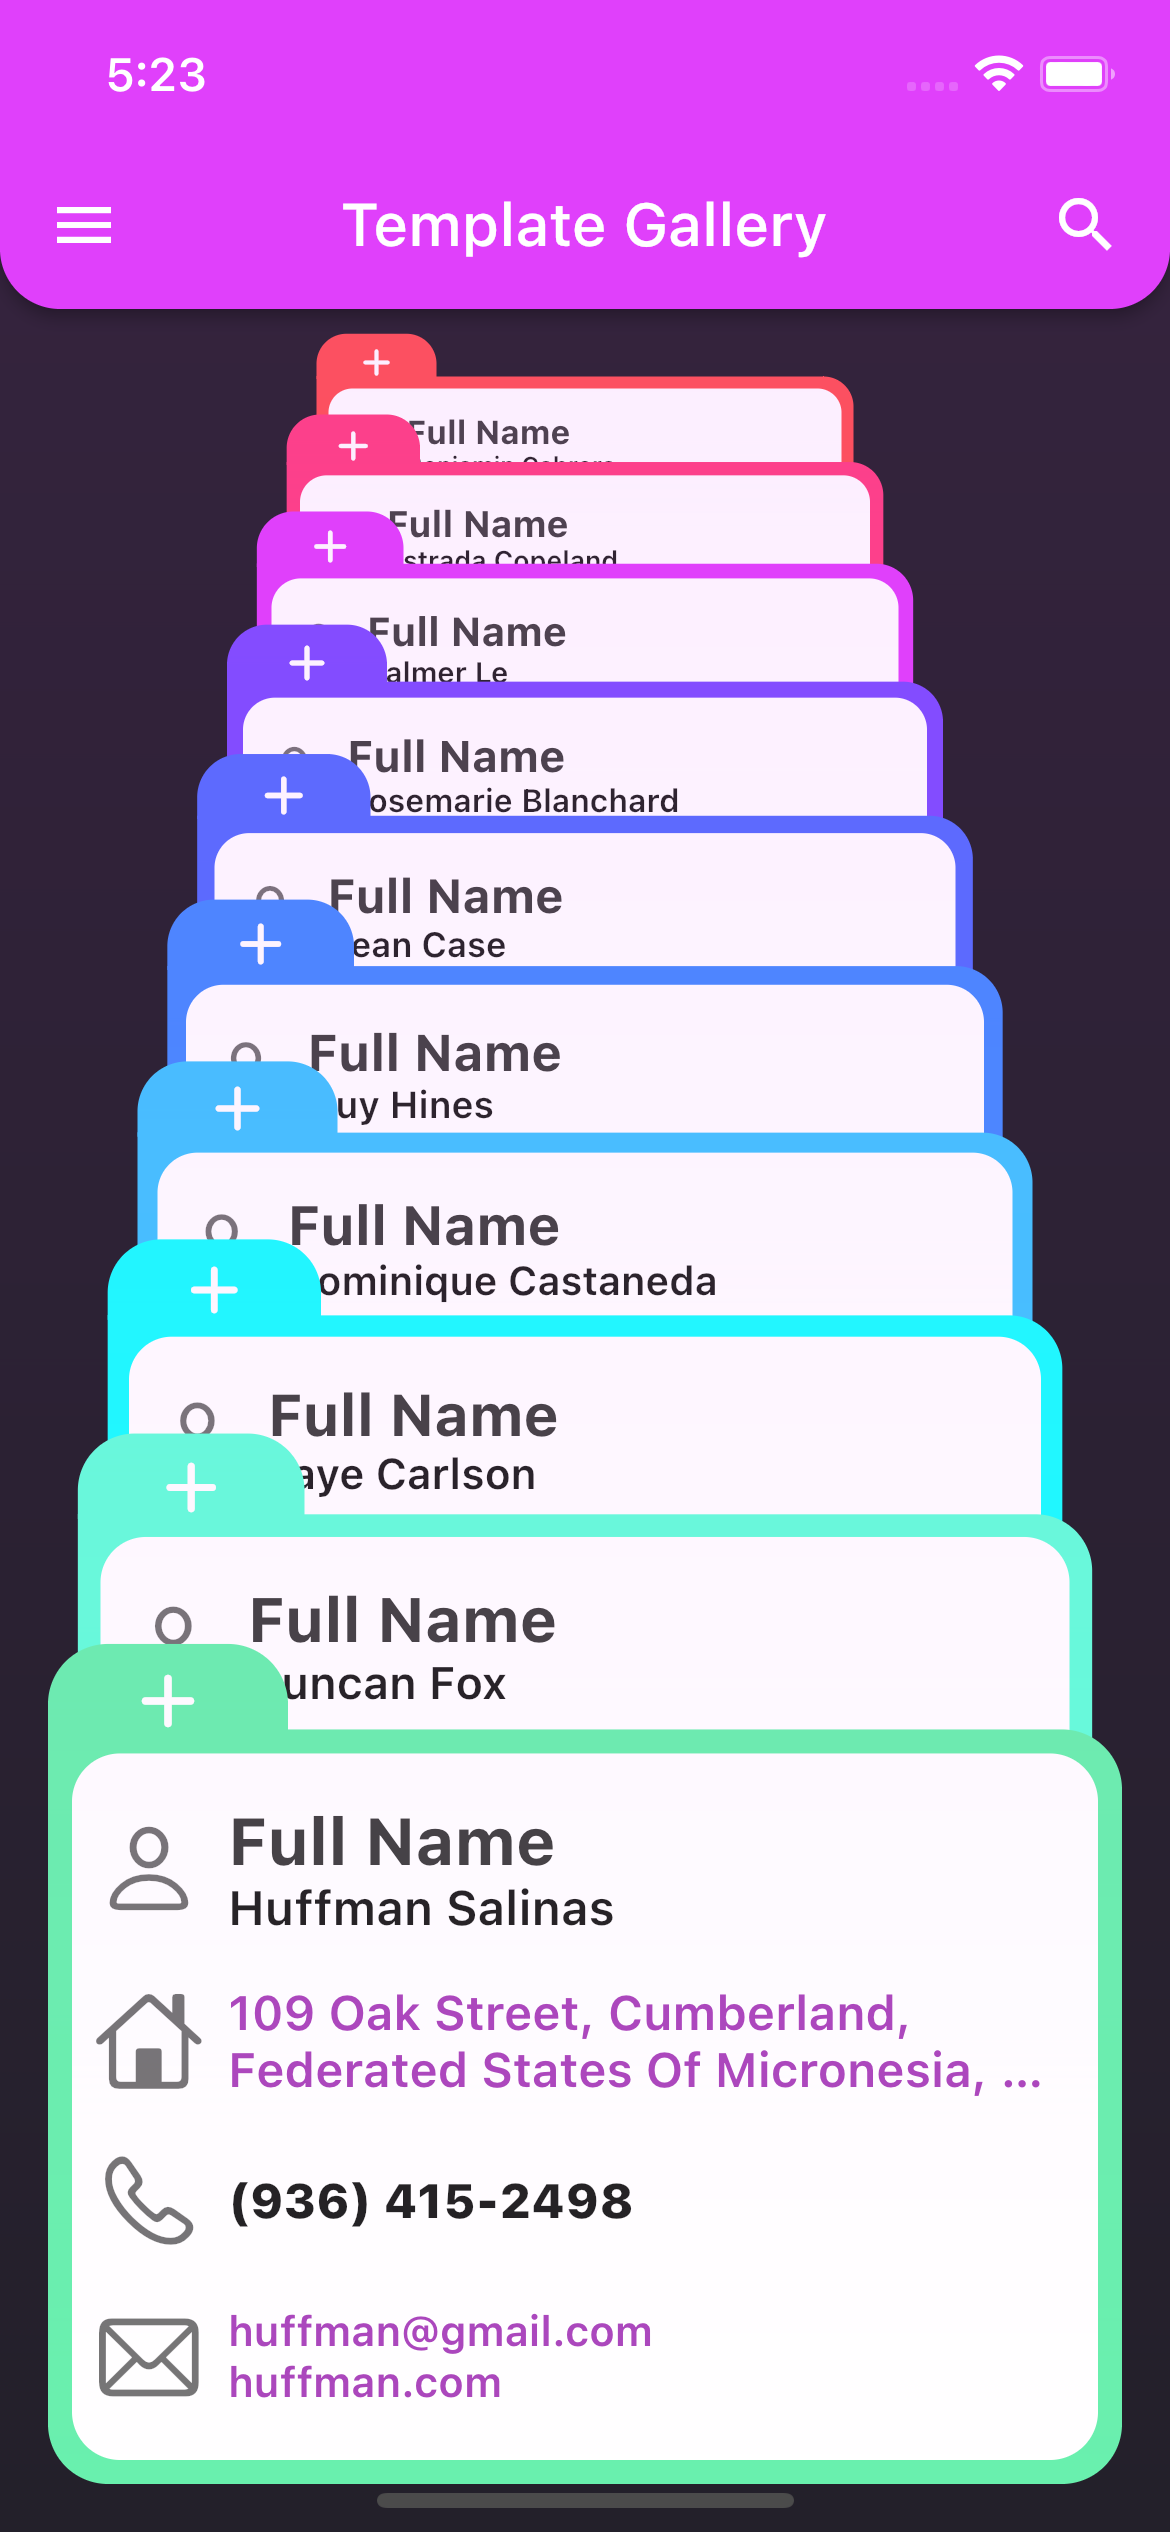 5:23
Template Gallery
Full Name
Full Name
strada Copeland
Full Name
almer Le
Full Name
osemarie Blanchard
Full Name
ean Case
Full Name
uy Hines
Full Name
ominique Castaneda
Full Name
aye Carlson
Full Name
uncan Fox
Full Name
Huffman Salinas
109 Oak Street, Cumberland,
Federated States Of Micronesia, ...
(936) 415-2498
huffman@gmail.com
huffman.com